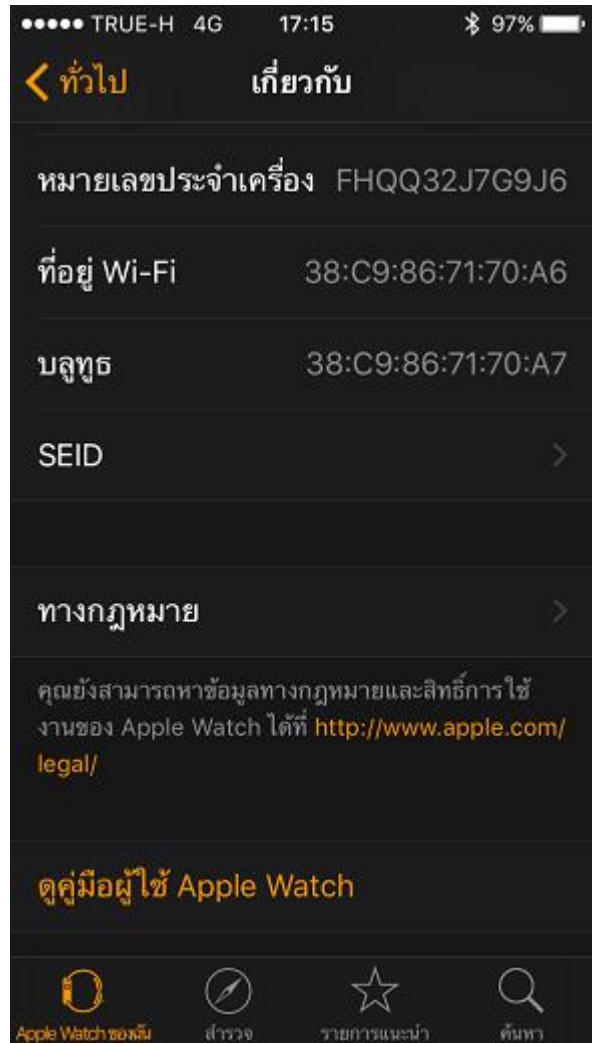 TRUE-H 4G 17:15 97%
ทั่วไป เกี่ยวกับ
หมายเลขประจำเครื่อง FHQQ32J7G9J6
ที่อยู่ Wi-Fi 38:C9:86:71:70:A6
บลูทูธ 38:C9:86:71:70:A7
SEID
ทางกฎหมาย
คุณยังสามารถหาข้อมูลทางกฎหมายและสิทธิ์การใช้
งานของ Apple Watch ได้ที่ http://www.apple.com/
legal/
ดูคู่มือผู้ใช้ Apple Watch
Apple Watch ของฉัน สำรวจ รายการแนะนำ ค้นหา